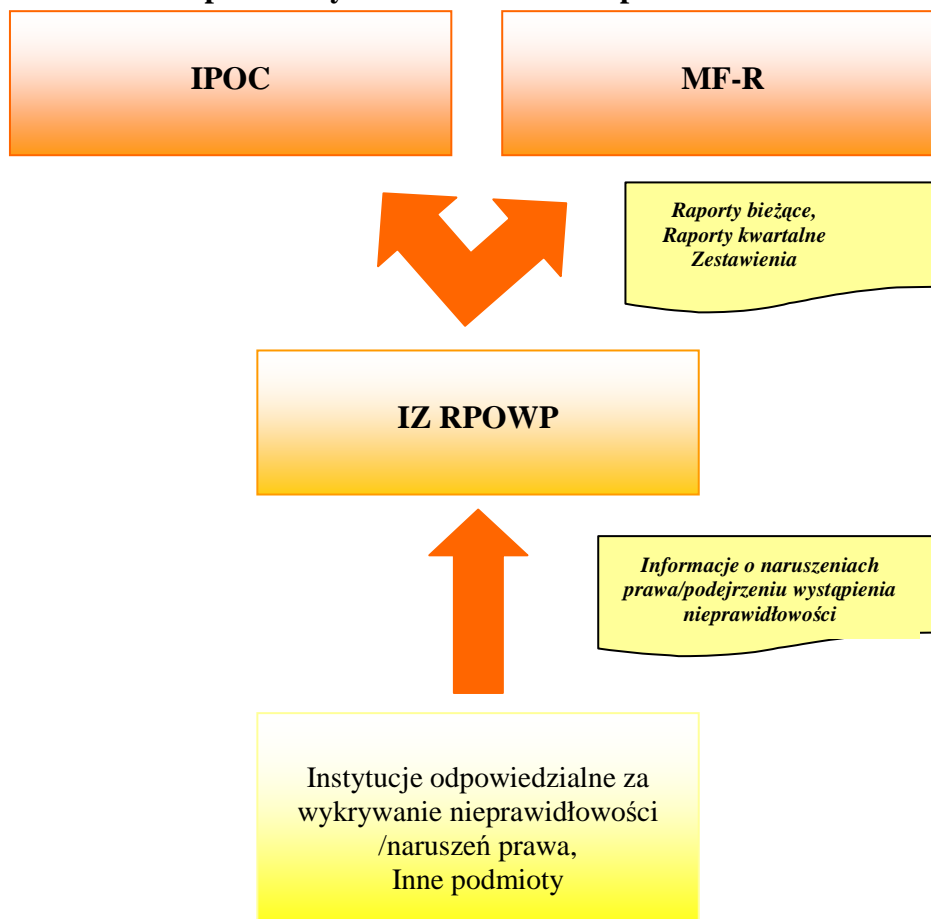 IPOC
MF-R
Raporty bieżące,
Raporty kwartalne
Zestawienia
IZ RPOWP
Informacje o naruszeniach
prawa/podejrzeniu wystąpienia
nieprawidłowości
Instytucje odpowiedzialne za
wykrywanie nieprawidłowości
/naruszeń prawa,
Inne podmioty